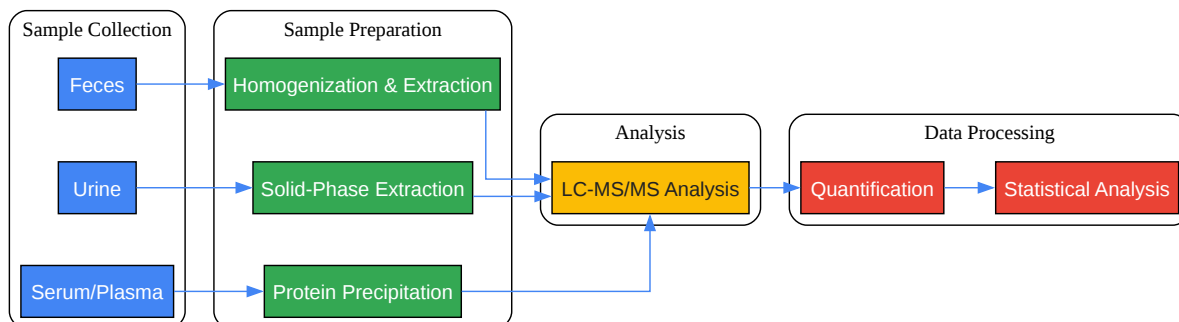 Sample Collection
Feces
Urine
Serum/Plasma
Sample Preparation
Homogenization & Extraction
Solid-Phase Extraction
Protein Precipitation
Analysis
LC-MS/MS Analysis
Data Processing
Quantification
Statistical Analysis